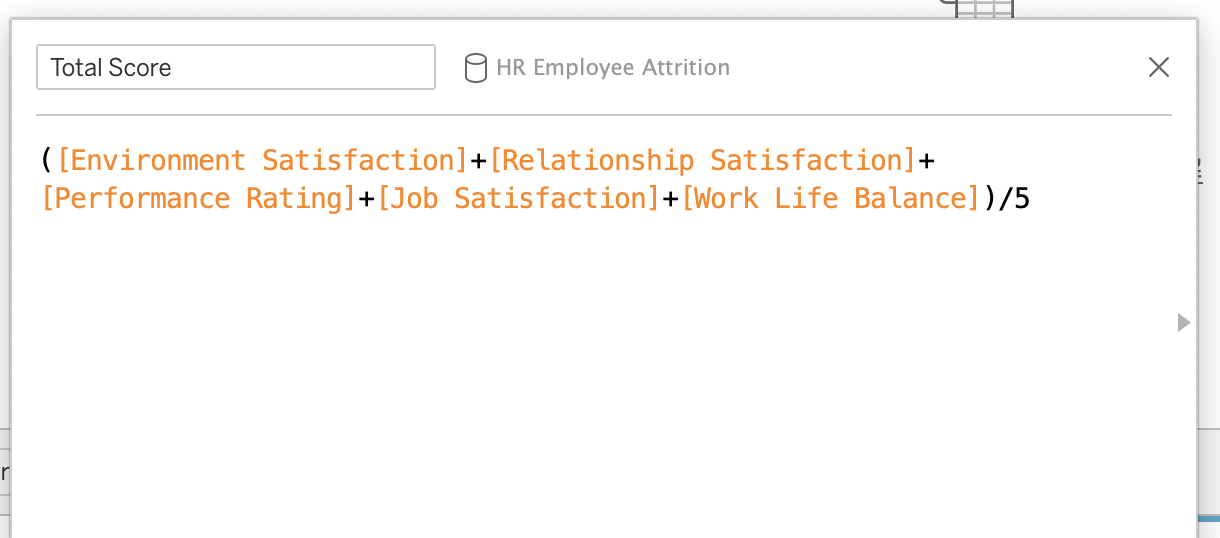 Total Score
HR Employee Attrition
([Environment Satisfaction]+[Relationship Satisfaction]+
[Performance Rating]+[Job Satisfaction]+[Work Life Balance])/5
r